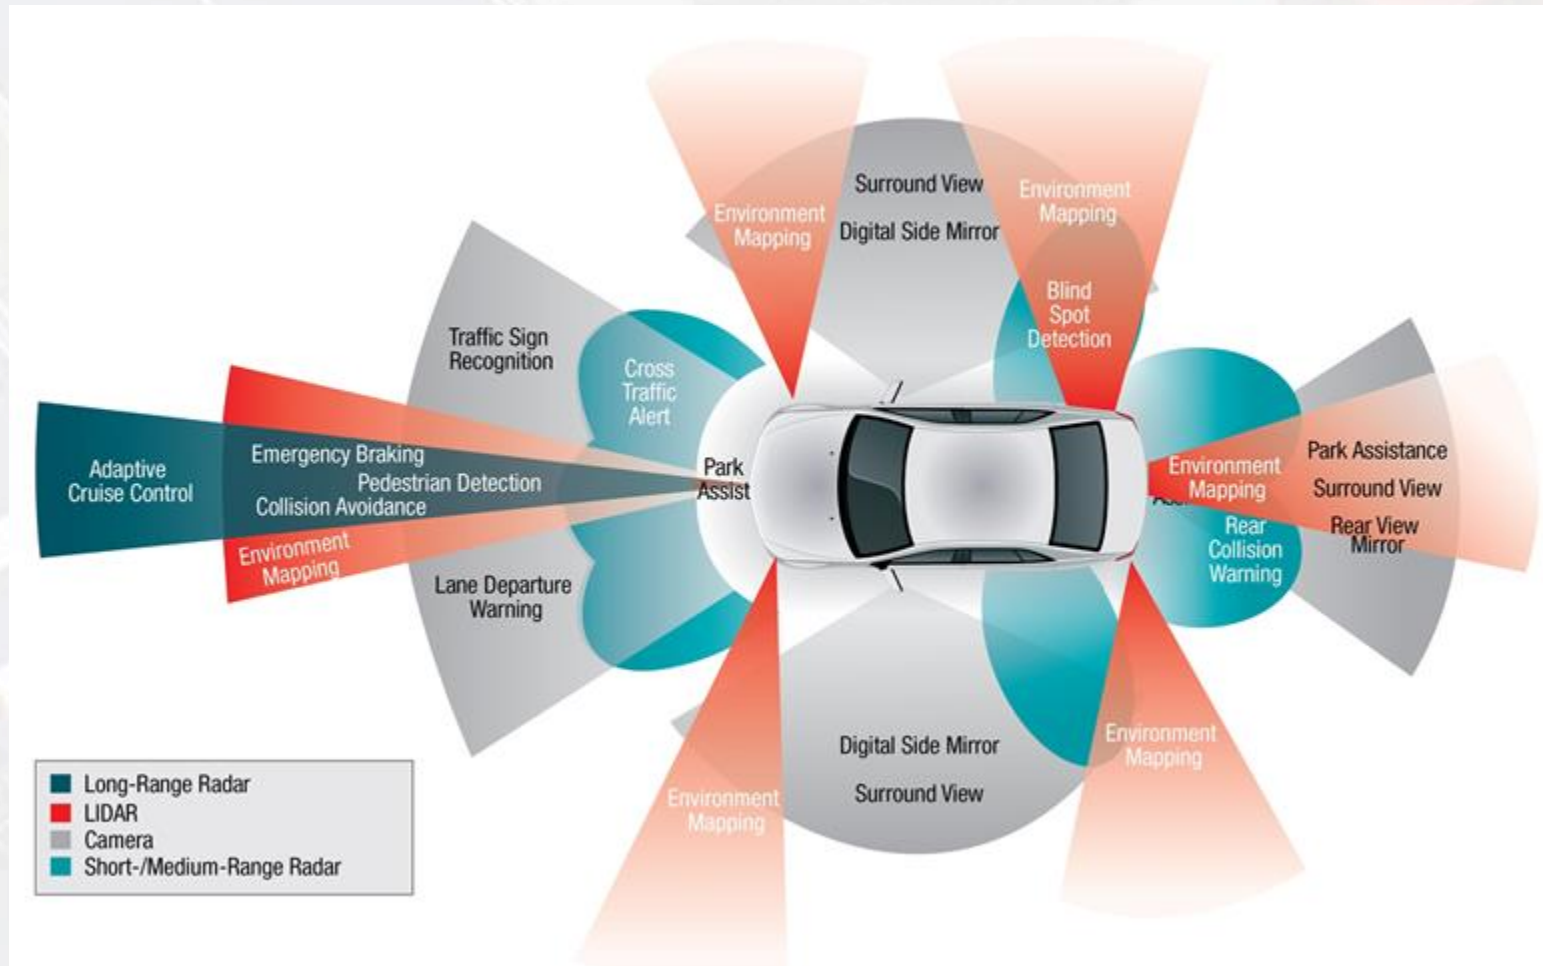 Surround View
Digital Side Mirror
Environment
Mapping
Environment
Mapping
Blind
Spot
Detection
Traffic Sign
Recognition
Cross
Traffic
Alert
Adaptive
Cruise Control
Emergency Braking
Pedestrian Detection
Collision Avoidance
Environment
Mapping
Park
Assist
Lane Departure
Warning
Environment
Mapping
Park Assistance
Surround View
Rear View
Mirror
Rear
Collision
Warning
Digital Side Mirror
Surround View
Environment
Mapping
Environment
Mapping
Long-Range Radar
LIDAR
Camera
Short-/Medium-Range Radar